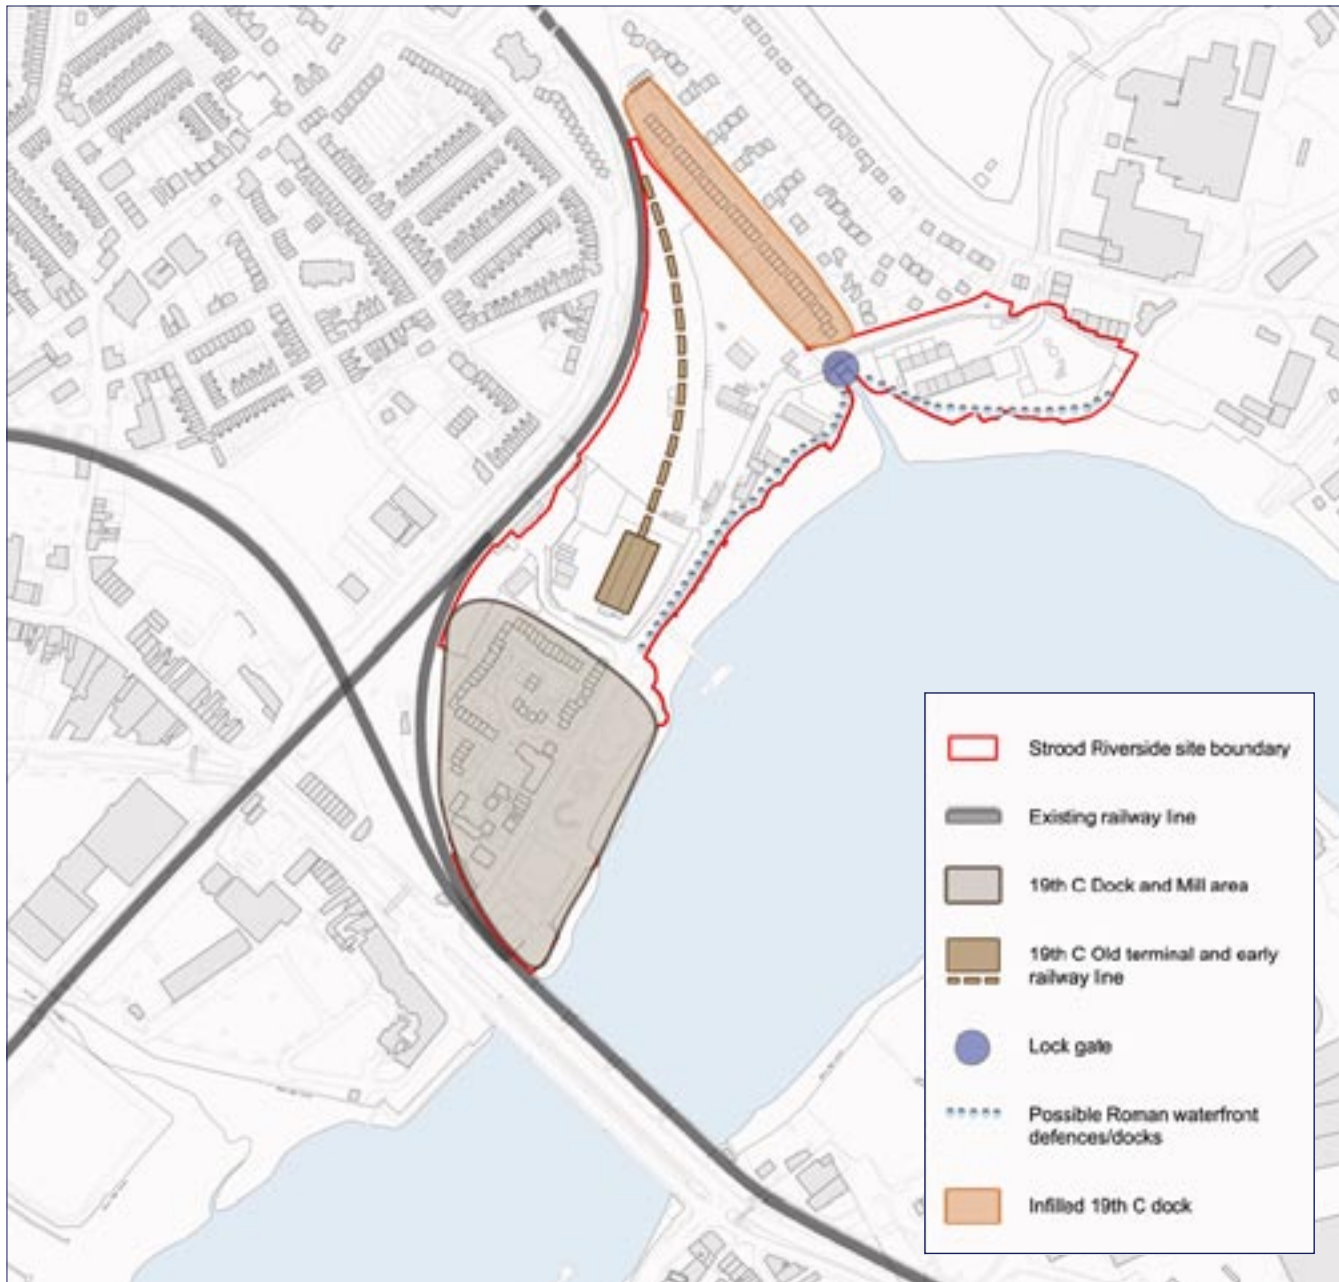 Strood Riverside site boundary
Existing railway line
19th C Dock and Mill area
19th C Old terminal and early
railway line
Lock gate
Possible Roman waterfront
defences/docks
Infilled 19th C dock